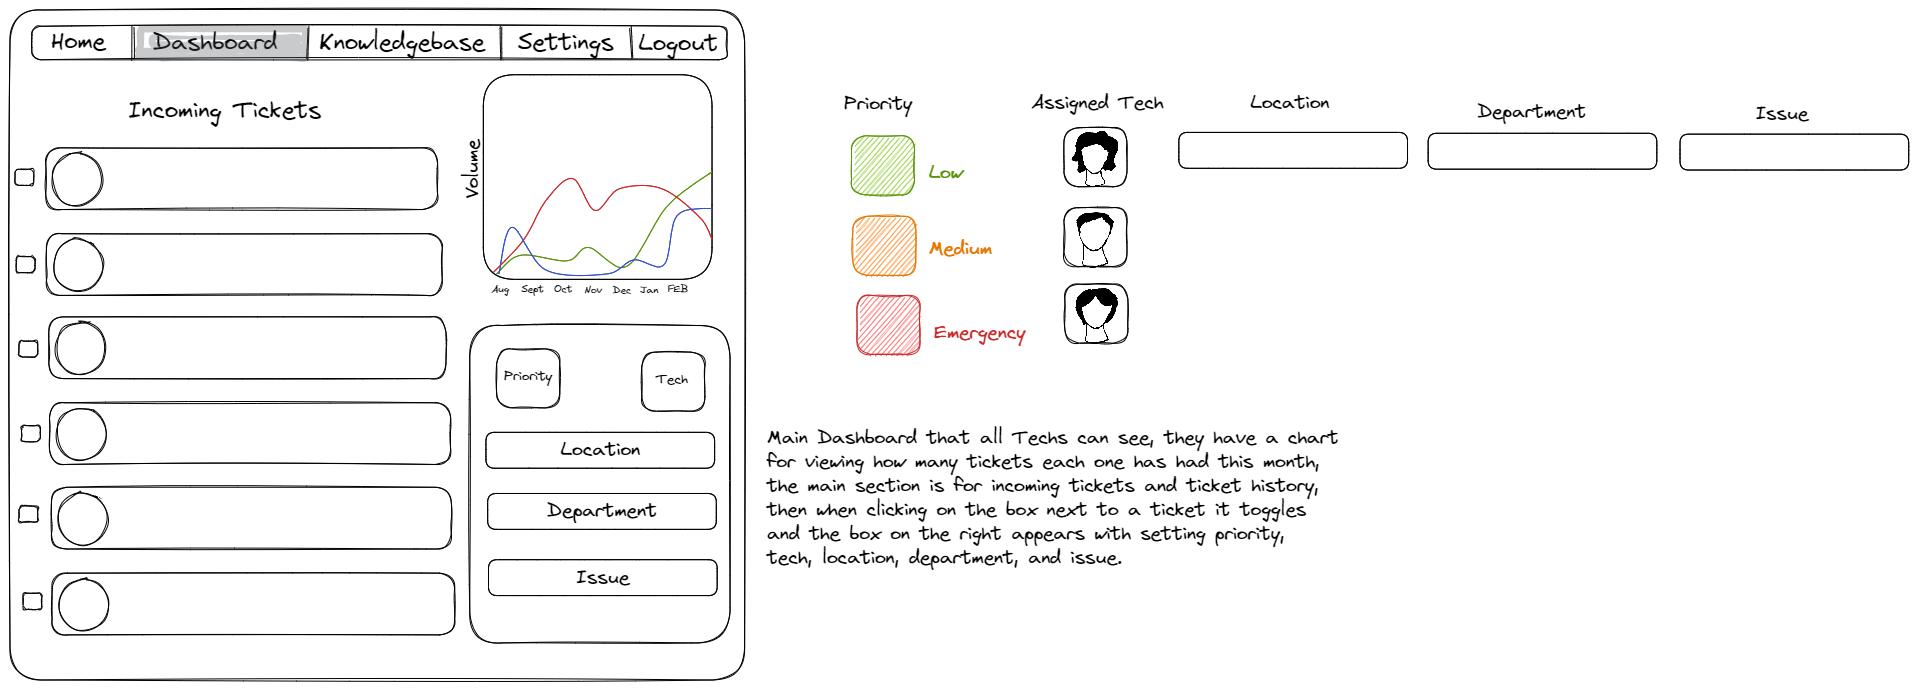 Home Dashboard Knowledgebase Settings Logout
Incoming Tickets
Volume
Aug Sept Oct Nov Dec Jan FEB
Priority Tech
Location
Department
Issue
Priority Assigned Tech Location Department Issue
Low
Medium
Emergency
Main Dashboard that all Techs can see, they have a chart
for viewing how many tickets each one has had this month,
the main section is for incoming tickets and ticket history,
then when clicking on the box next to a ticket it toggles
and the box on the right appears with setting priority,
tech, location, department, and issue.